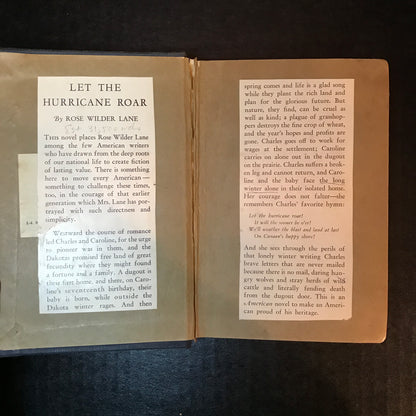 LET THE
HURRICANE ROAR
By ROSE WILDER LANE
THIS novel places Rose Wilder Lane
among the few American writers
who have drawn from the deep roots
of our national life to create fiction
of lasting value. There is something
here to move every American—
something to challenge these times,
too, in the courage of that earlier
generation which Mrs. Lane has por-
trayed with such directness and
simplicity.
Westward the course of romance
led Charles and Caroline, for the urge
to pioneer was in them, and the
Dakotas promised free land of great
fecundity where they might found
a fortune and a family. A dugout is
their first home, and there, on Caro-
line's seventeenth birthday, their
baby is born, while outside the
Dakota winter rages. And then
spring comes and life is a glad song
while they plant the rich land and
plan for the glorious future. But
nature, they find, can be cruel as
well as kind; a plague of grasshop-
pers destroys the fine crop of wheat,
and the year's hopes and profits are
gone. Charles goes off to work for
wages at the settlement; Caroline
carries on alone out in the dugout
on the prairie. Charles suffers a brok-
en leg and cannot return, and Caro-
line and the baby face the long
winter alone in their isolated home.
Her courage does not falter—she
remembers Charles' favorite hymn:
Let the hurricane roar!
It will the sooner be o'er!
We'll weather the blast and land at last
On Canaan's happy shore!
And she sees through the perils of
that lonely winter writing Charles
brave letters that are never mailed
because there is no mail, daring hun-
gry wolves and stray herds of wild
cattle and literally fending death
from the dugout door. This is an
American novel to make an Ameri-
can proud of his heritage.